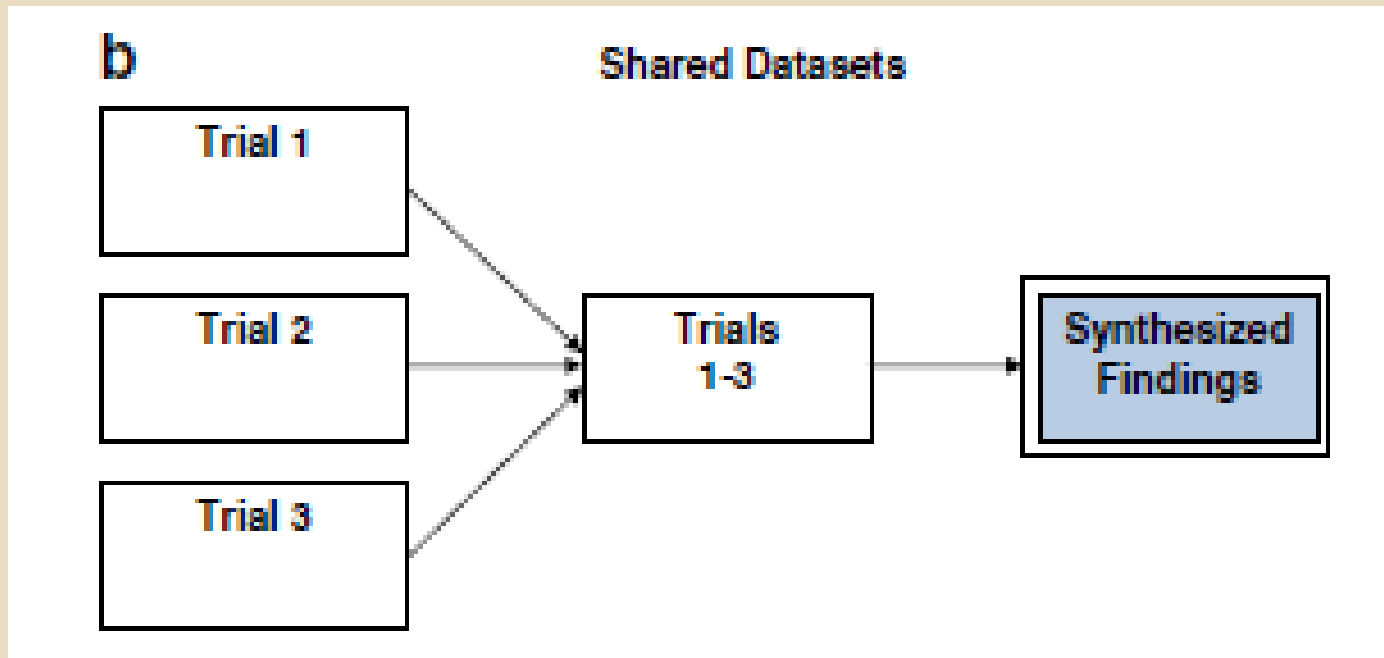 b
Shared Datasets
Trial 1
Trial 2
Trial 3
Trials
1-3
Synthesized
Findings